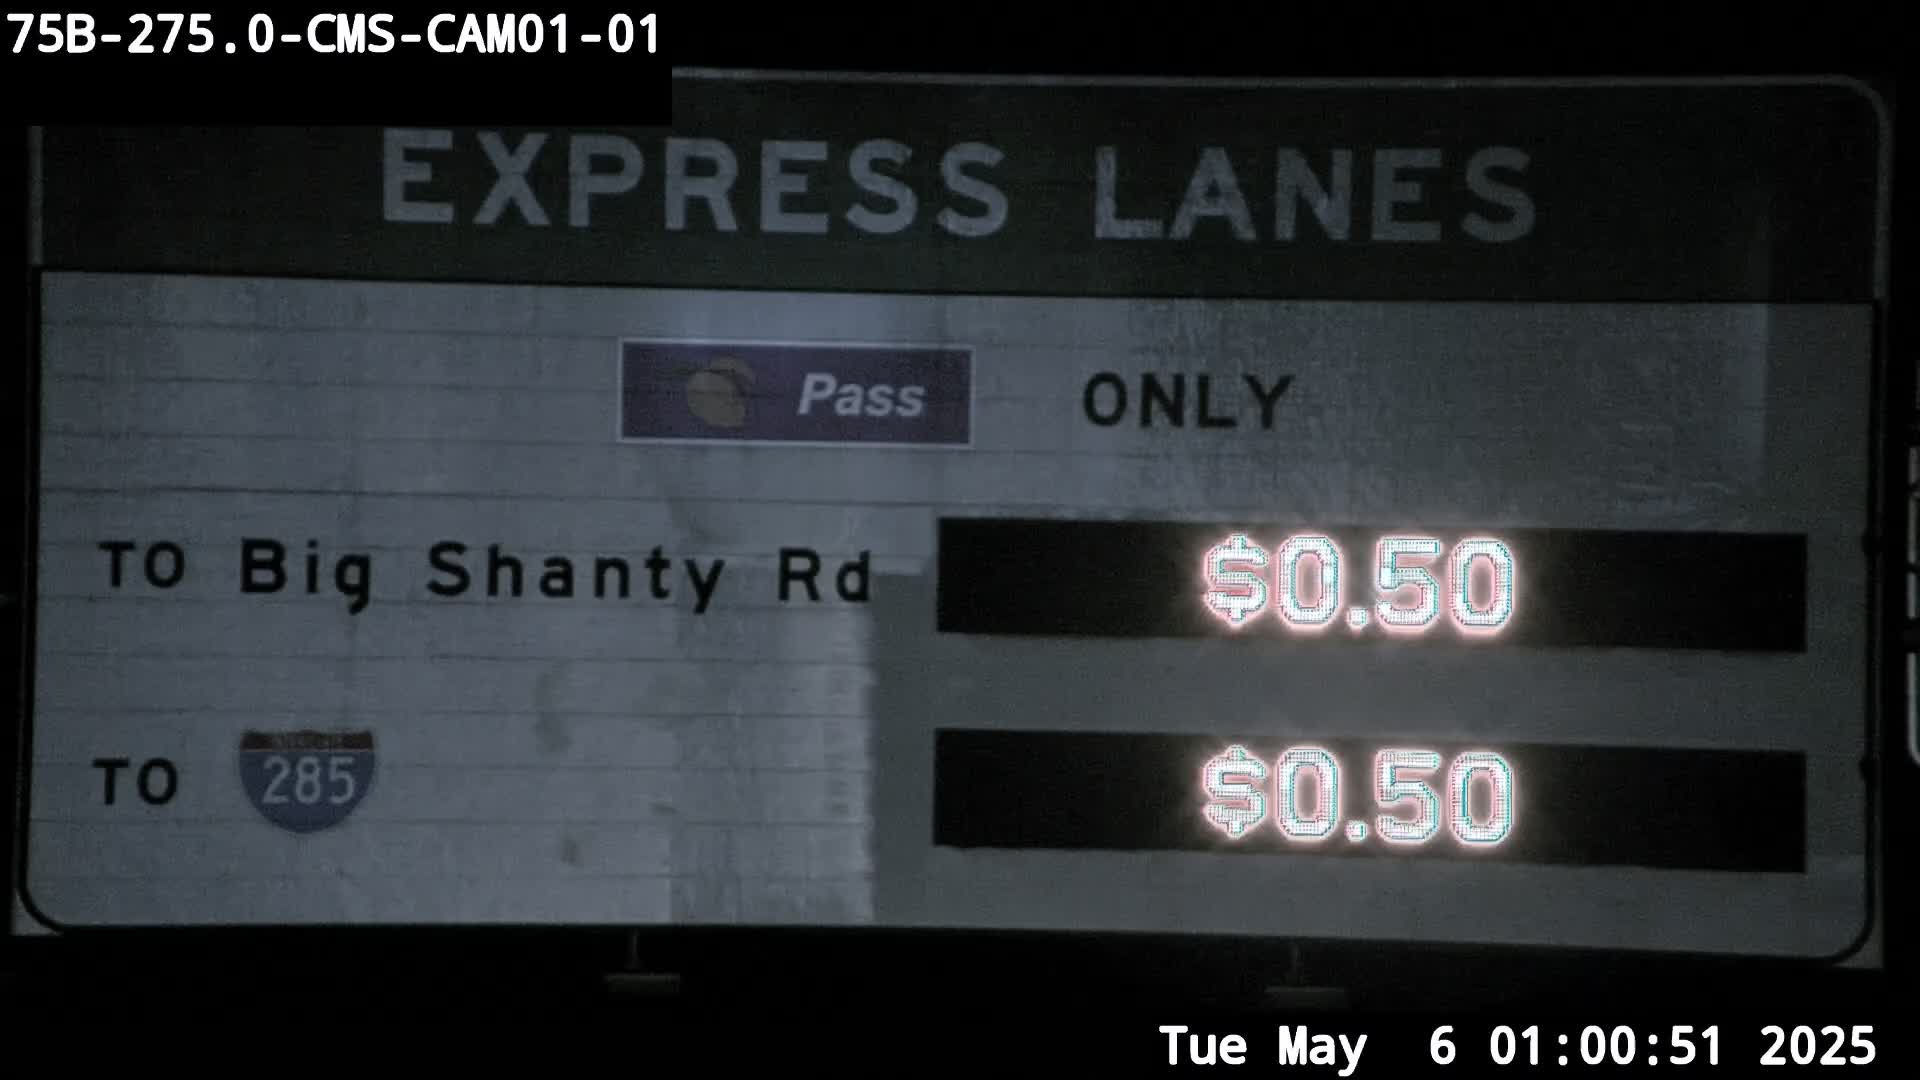 75B-275.0-CMS-CAM01-01
EXPRESS LANES
Pass ONLY
TO Big Shanty Rd $0.50
TO 285 $0.50
Tue May 6 01:00:51 2025